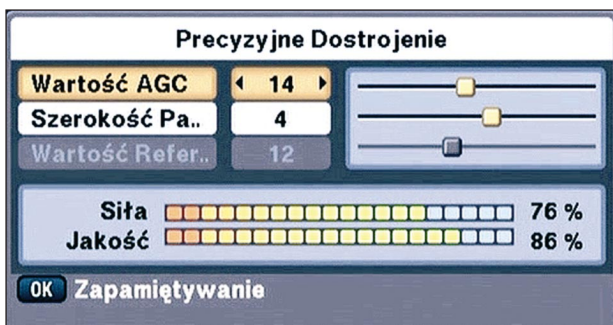 Precyzyjne Dostrojenie
Wartość AGC 14
Szerokość Pa.. 4
Wartość Refer.. 12
Siła 76 %
Jakość 86 %
OK Zapamiętywanie